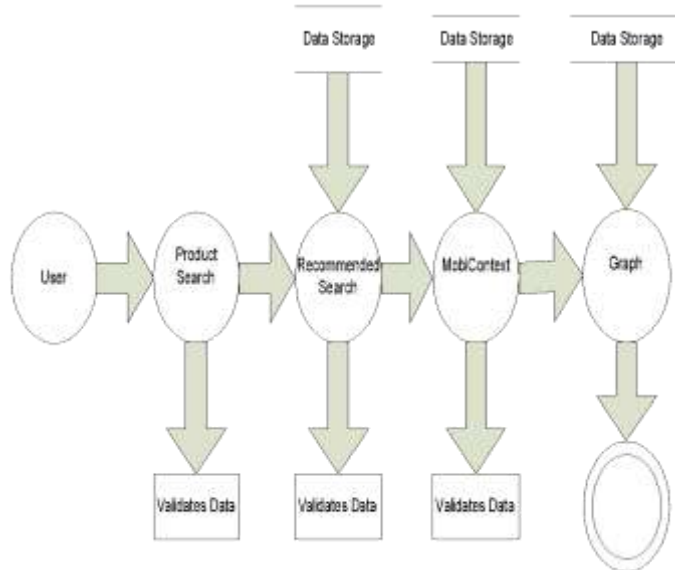 Data Storage
Data Storage
Data Storage
User
Product
Search
Recommended
Search
MobiContext
Graph
Validates Data
Validates Data
Validates Data